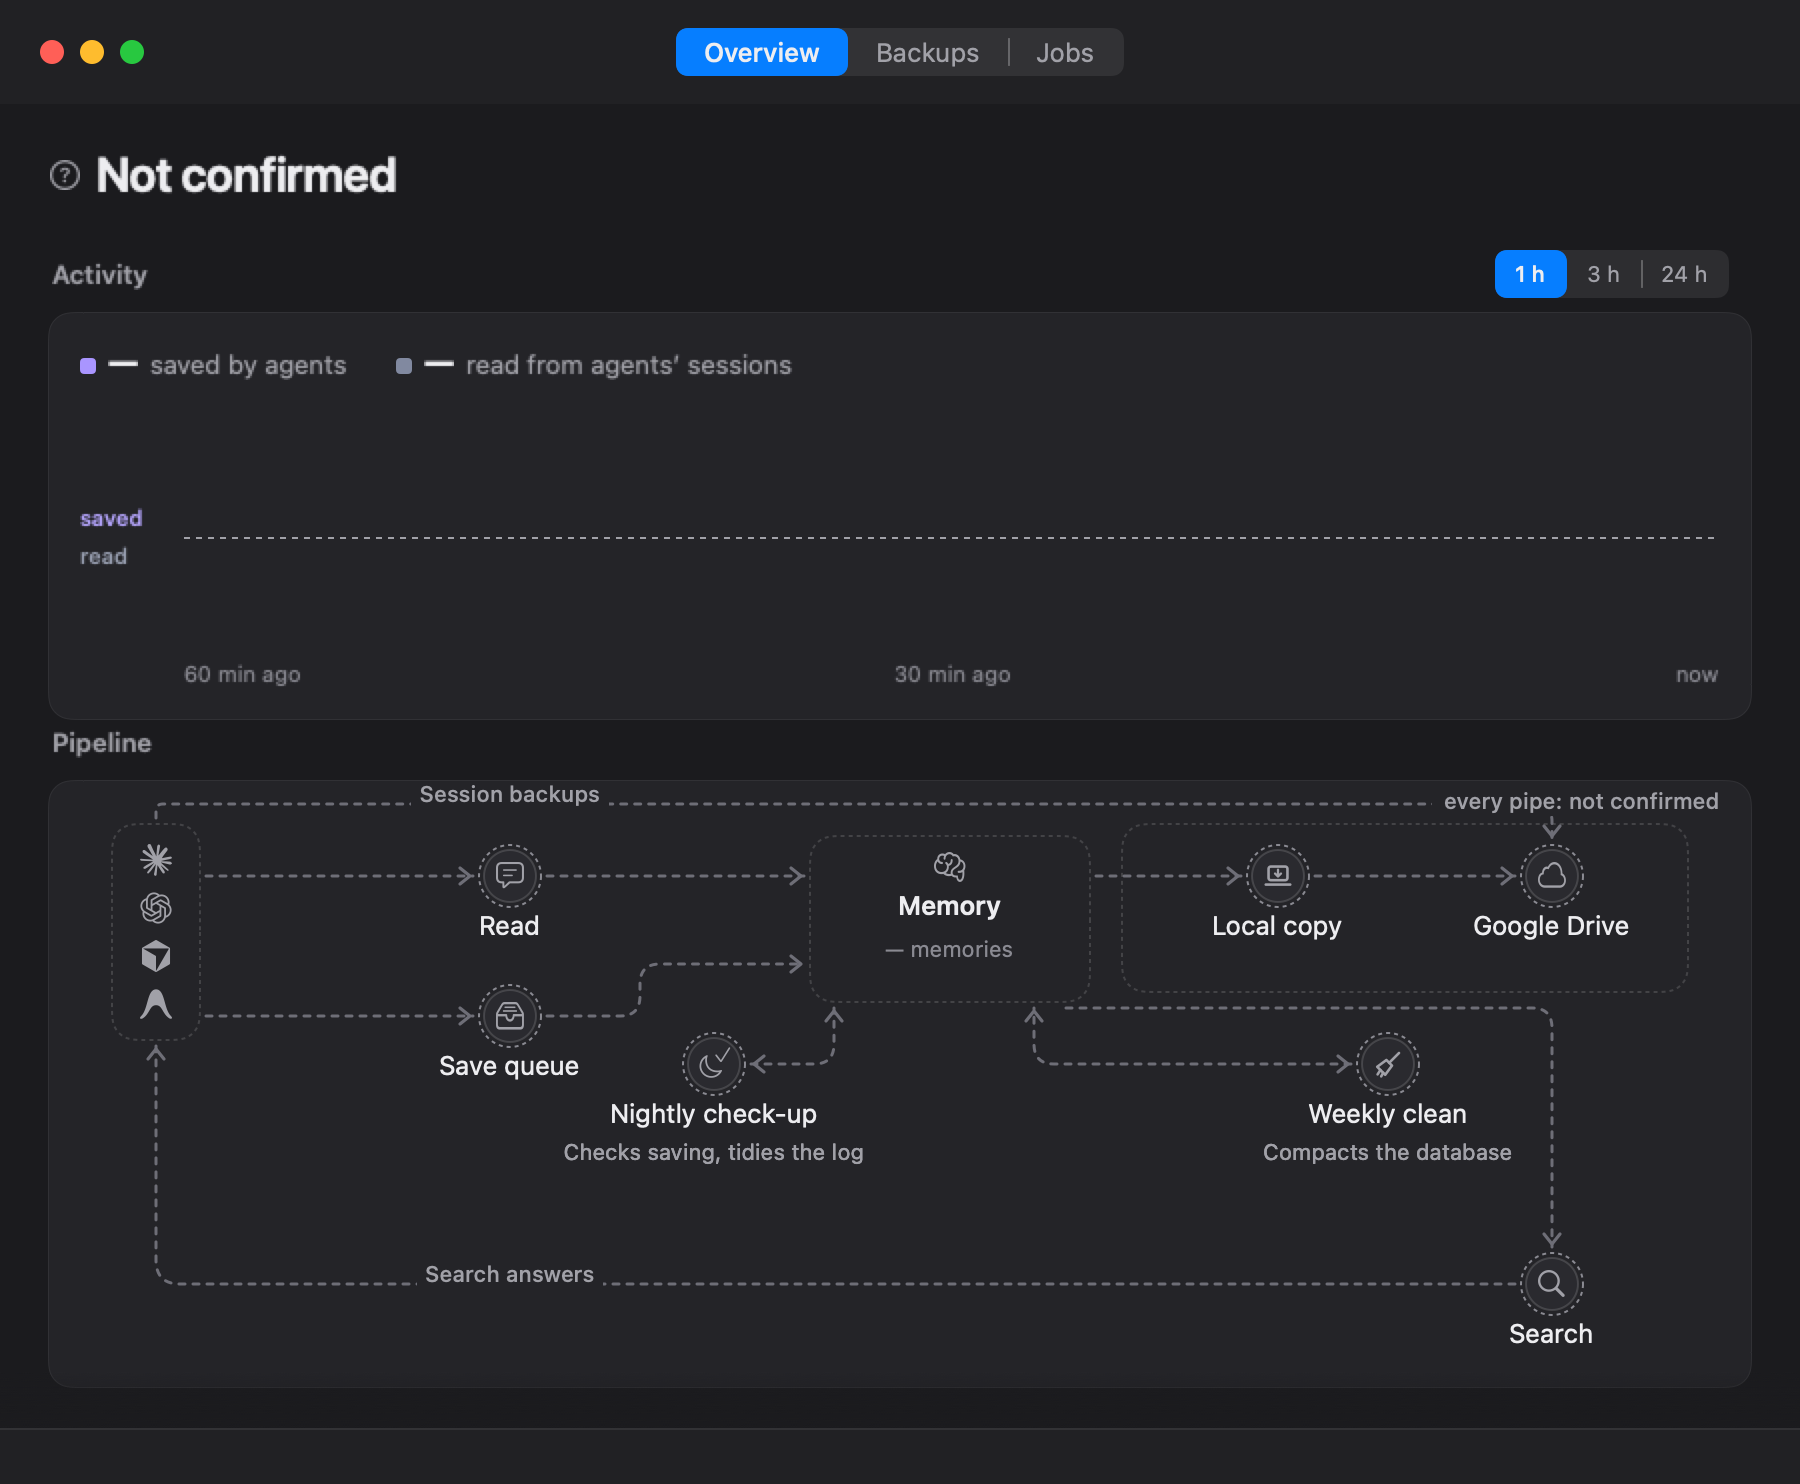 Overview
Backups
Jobs
Not confirmed
Activity
1 h
3 h
24 h
— saved by agents
— read from agents’ sessions
saved
read
60 min ago
30 min ago
now
Pipeline
Session backups
every pipe: not confirmed
Read
Memory
— memories
Local copy
Google Drive
Save queue
Nightly check-up
Checks saving, tidies the log
Weekly clean
Compacts the database
Search answers
Search